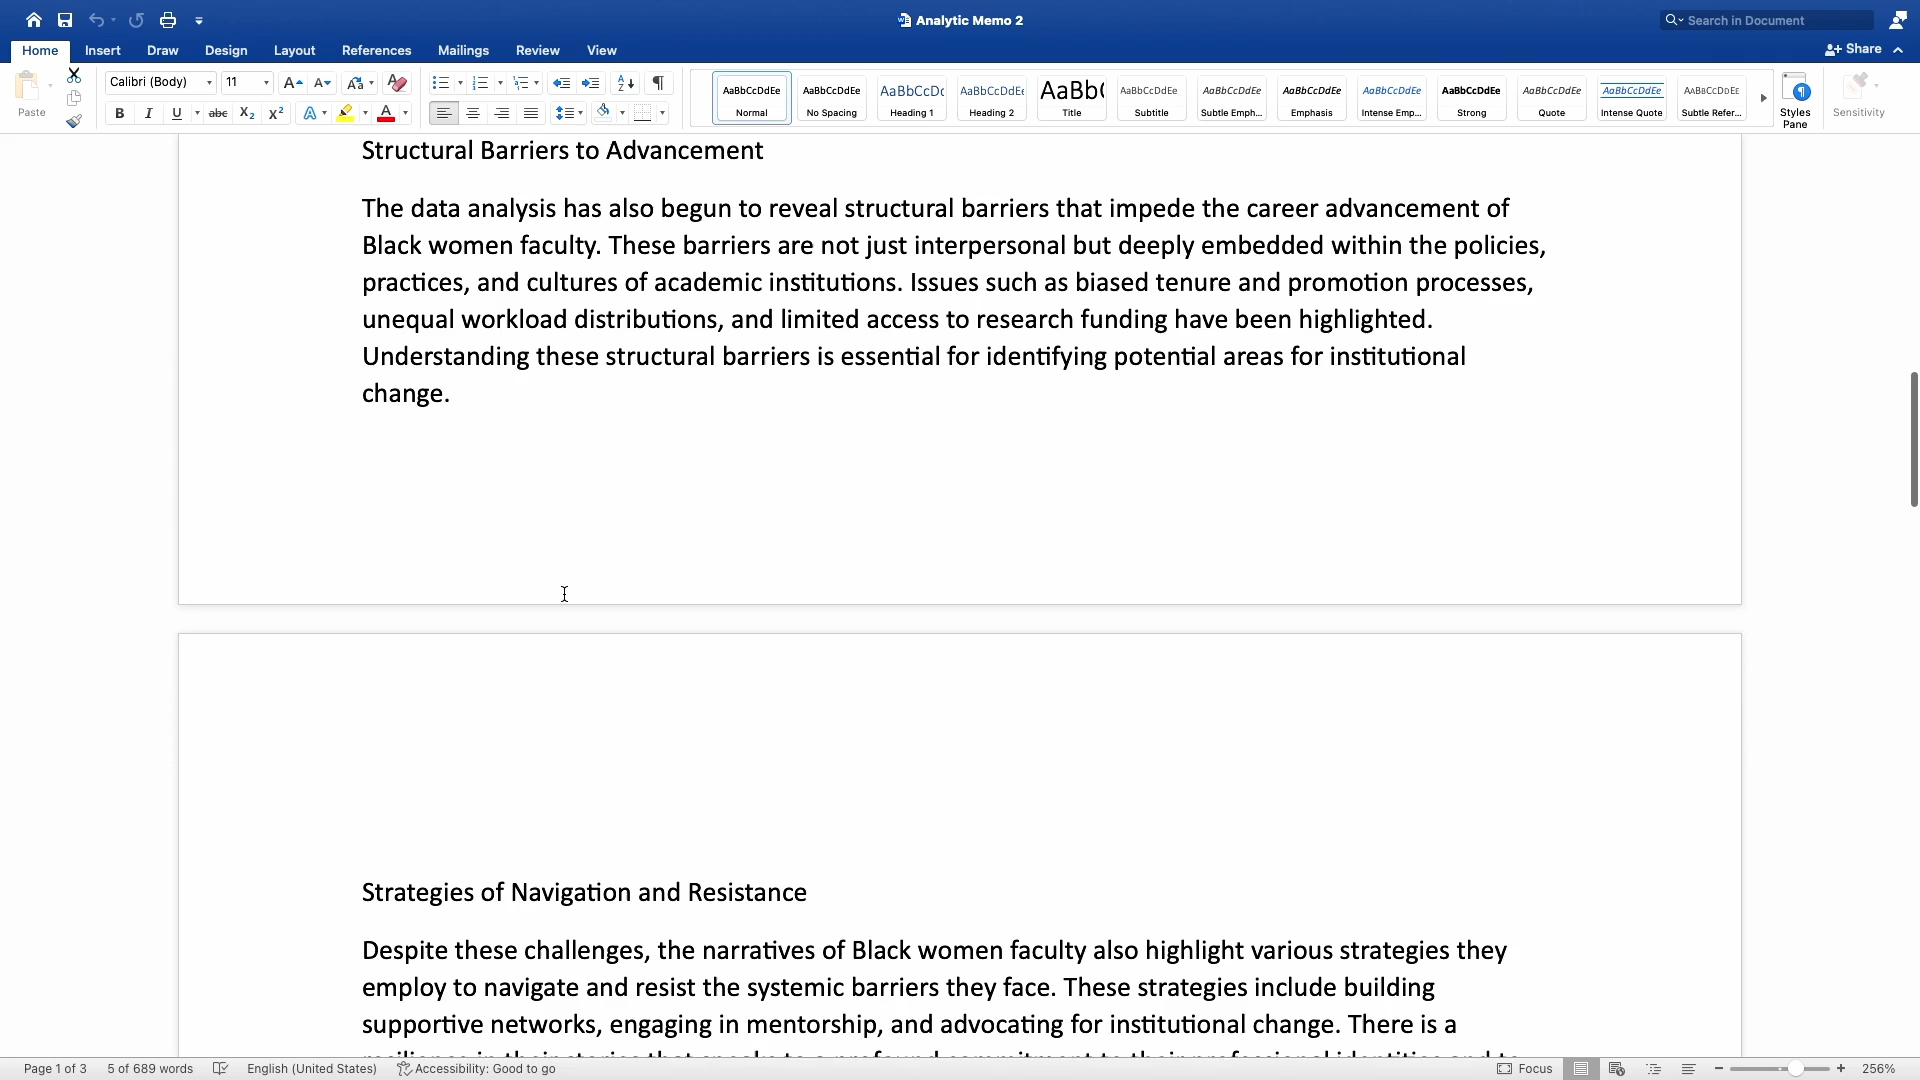 Analytic Memo 2
Search in Document
Home Insert Draw Design Layout References Mailings Review View
Share
Paste
Calibri (Body) 11
AaBbCcDdEe AaBbCcDdEe AaBbCcDc AaBbCcDdEe AaBb( AaBbCcDdEe AaBbCcDdEe AaBbCcDdEe AaBbCcDdEe AaBbCcDdEe AaBbCcDdEe AaBbCcDdEe AaBbCcDdEe
Normal No Spacing Heading 1 Heading 2 Title Subtitle Subtle Emph... Emphasis Intense Emp... Strong Quote Intense Quote Subtle Refer...
Styles Pane
Sensitivity
Structural Barriers to Advancement
The data analysis has also begun to reveal structural barriers that impede the career advancement of
Black women faculty. These barriers are not just interpersonal but deeply embedded within the policies,
practices, and cultures of academic institutions. Issues such as biased tenure and promotion processes,
unequal workload distributions, and limited access to research funding have been highlighted.
Understanding these structural barriers is essential for identifying potential areas for institutional
change.
Strategies of Navigation and Resistance
Despite these challenges, the narratives of Black women faculty also highlight various strategies they
employ to navigate and resist the systemic barriers they face. These strategies include building
supportive networks, engaging in mentorship, and advocating for institutional change. There is a
Page 1 of 3 5 of 689 words English (United States) Accessibility: Good to go Focus 256%